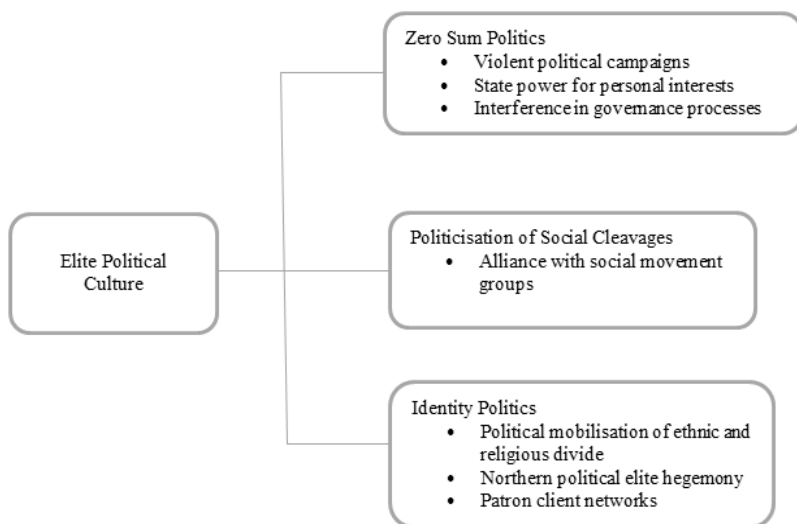 Zero Sum Politics
• Violent political campaigns
• State power for personal interests
• Interference in governance processes
Elite Political
Culture
Politicisation of Social Cleavages
• Alliance with social movement
groups
Identity Politics
• Political mobilisation of ethnic and
religious divide
• Northern political elite hegemony
• Patron client networks